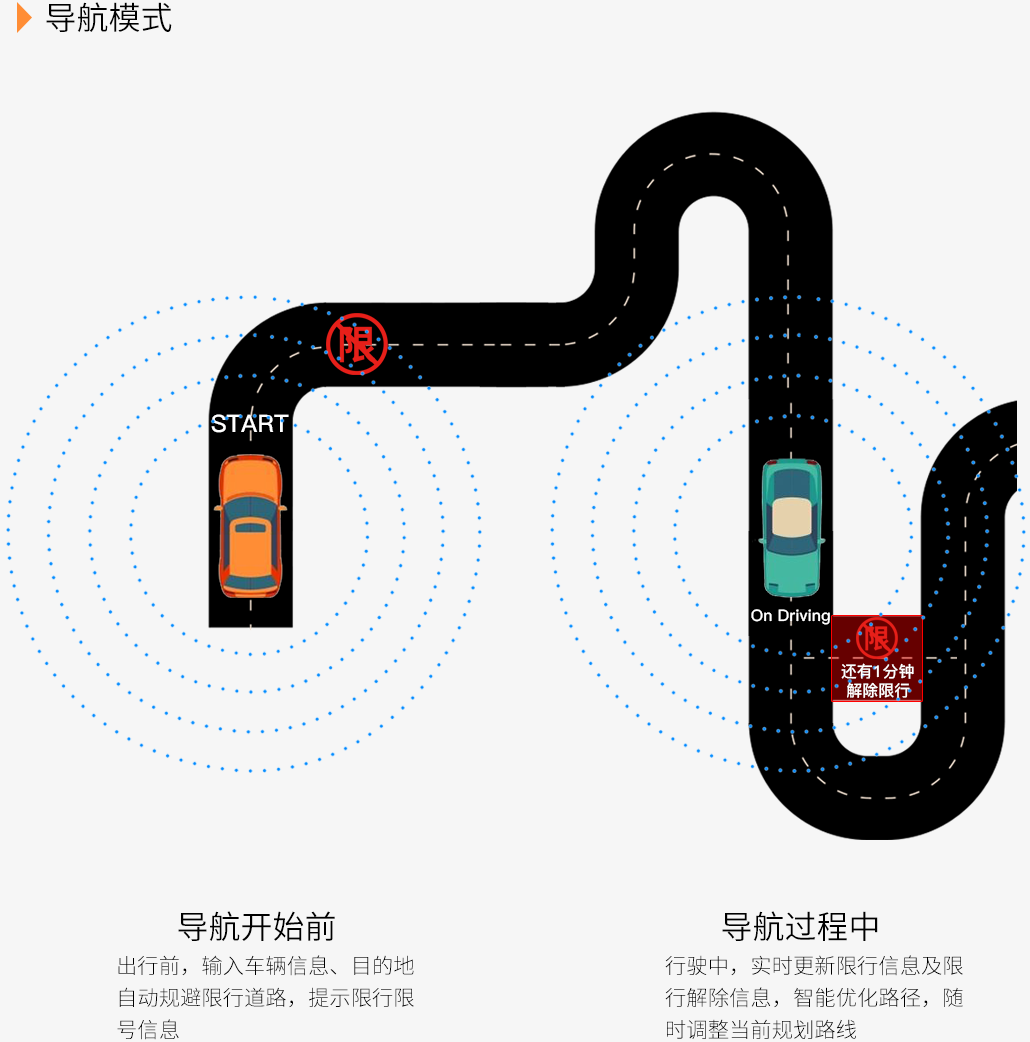 导航模式
限
START
On Driving
限
还有1分钟
解除限行
导航开始前
出行前，输入车辆信息、目的地
自动规避限行道路，提示限行限
号信息
导航过程中
行驶中，实时更新限行信息及限
行解除信息，智能优化路径，随
时调整当前规划路线